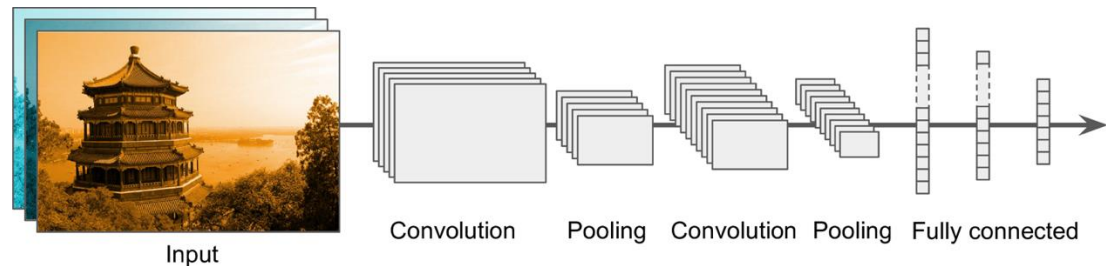 Convolution
Pooling
Convolution
Pooling
Fully connected
Input